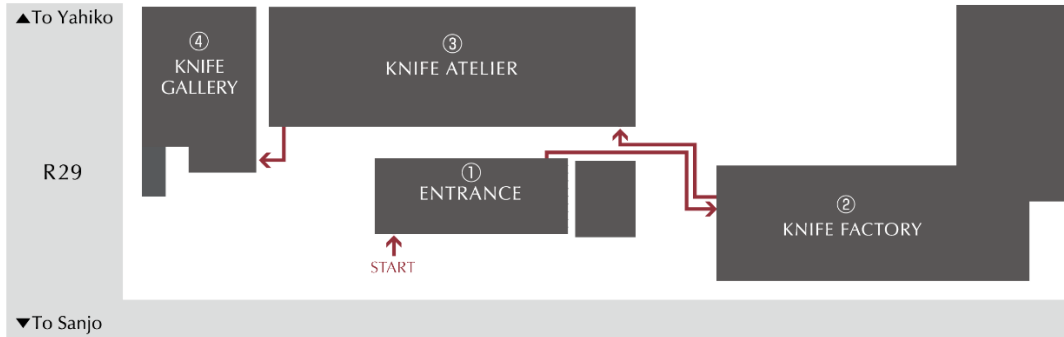 ▲To Yahiko
④
KNIFE
GALLERY
③
KNIFE ATELIER
R29
①
ENTRANCE
②
KNIFE FACTORY
START
▼To Sanjo